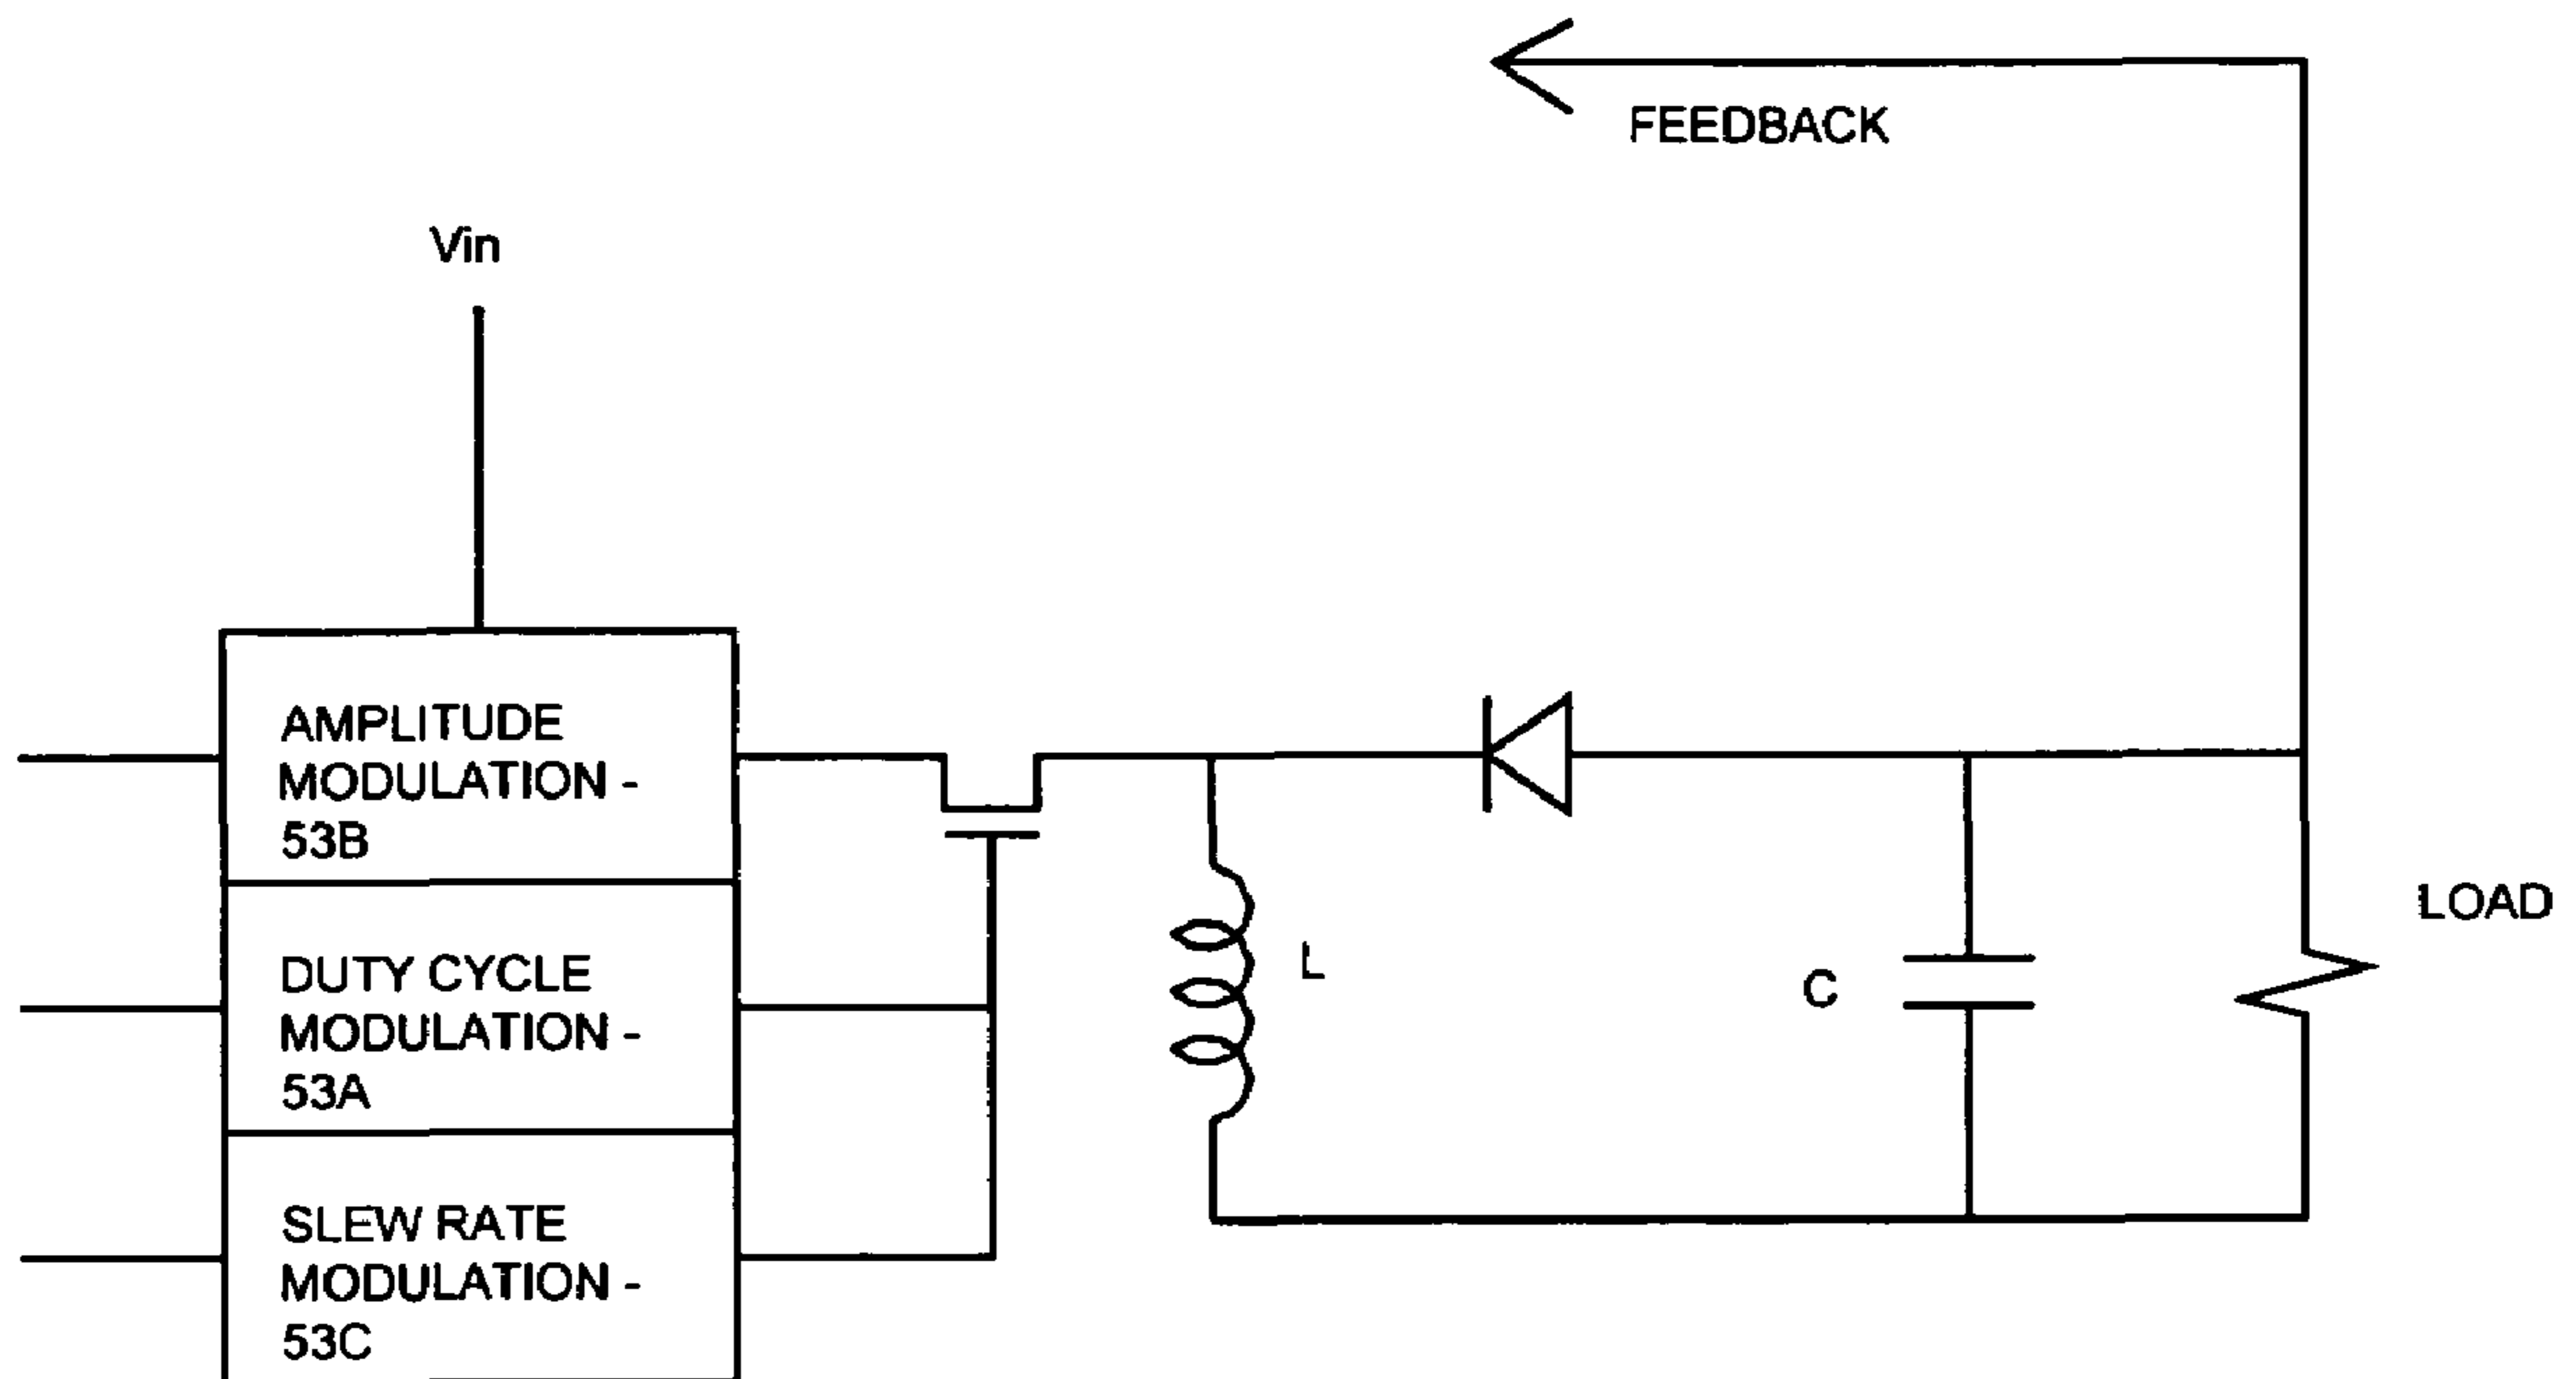 FEEDBACK
Vin
AMPLITUDE
MODULATION -
53B
DUTY CYCLE
MODULATION -
53A
SLEW RATE
MODULATION -
53C
L
C
LOAD